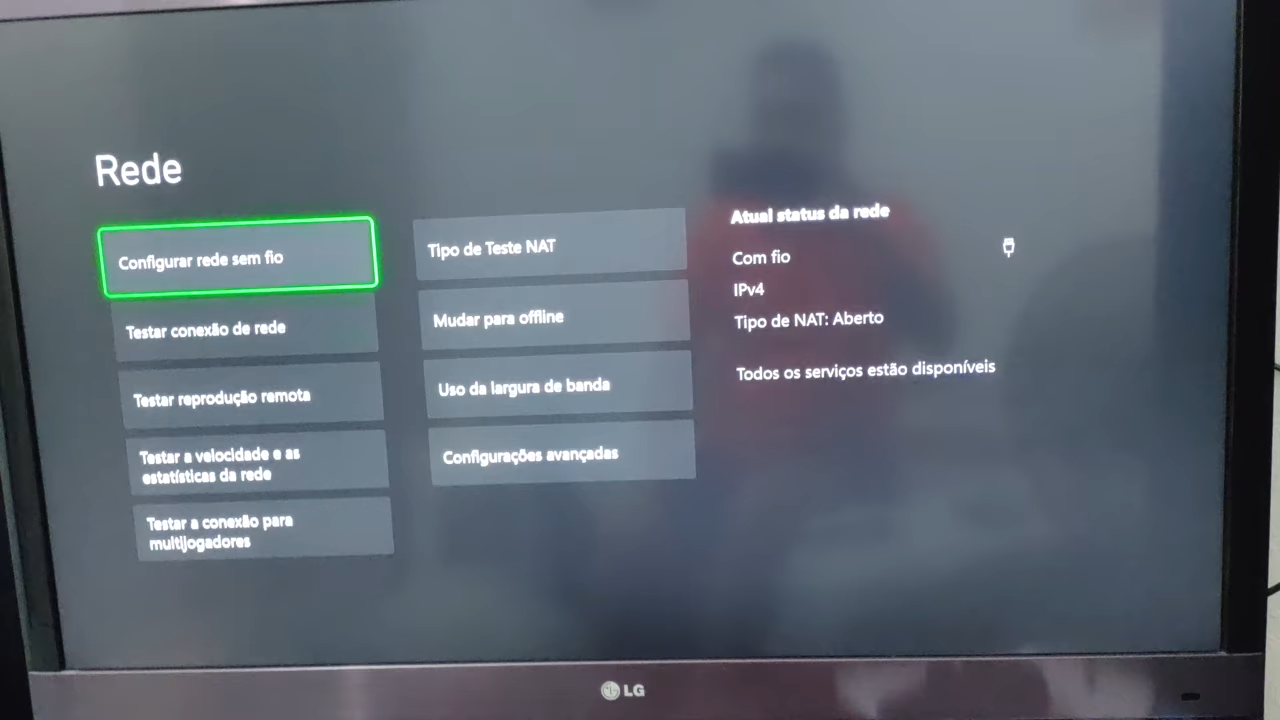 Rede
Configurar rede sem fio
Testar conexão de rede
Testar reprodução remota
Testar a velocidade e as
estatísticas da rede
Testar a conexão para
multijogadores
Tipo de Teste NAT
Mudar para offline
Uso da largura de banda
Configurações avançadas
Atual status da rede
Com fio
IPv4
Tipo de NAT: Aberto
Todos os serviços estão disponíveis
LG